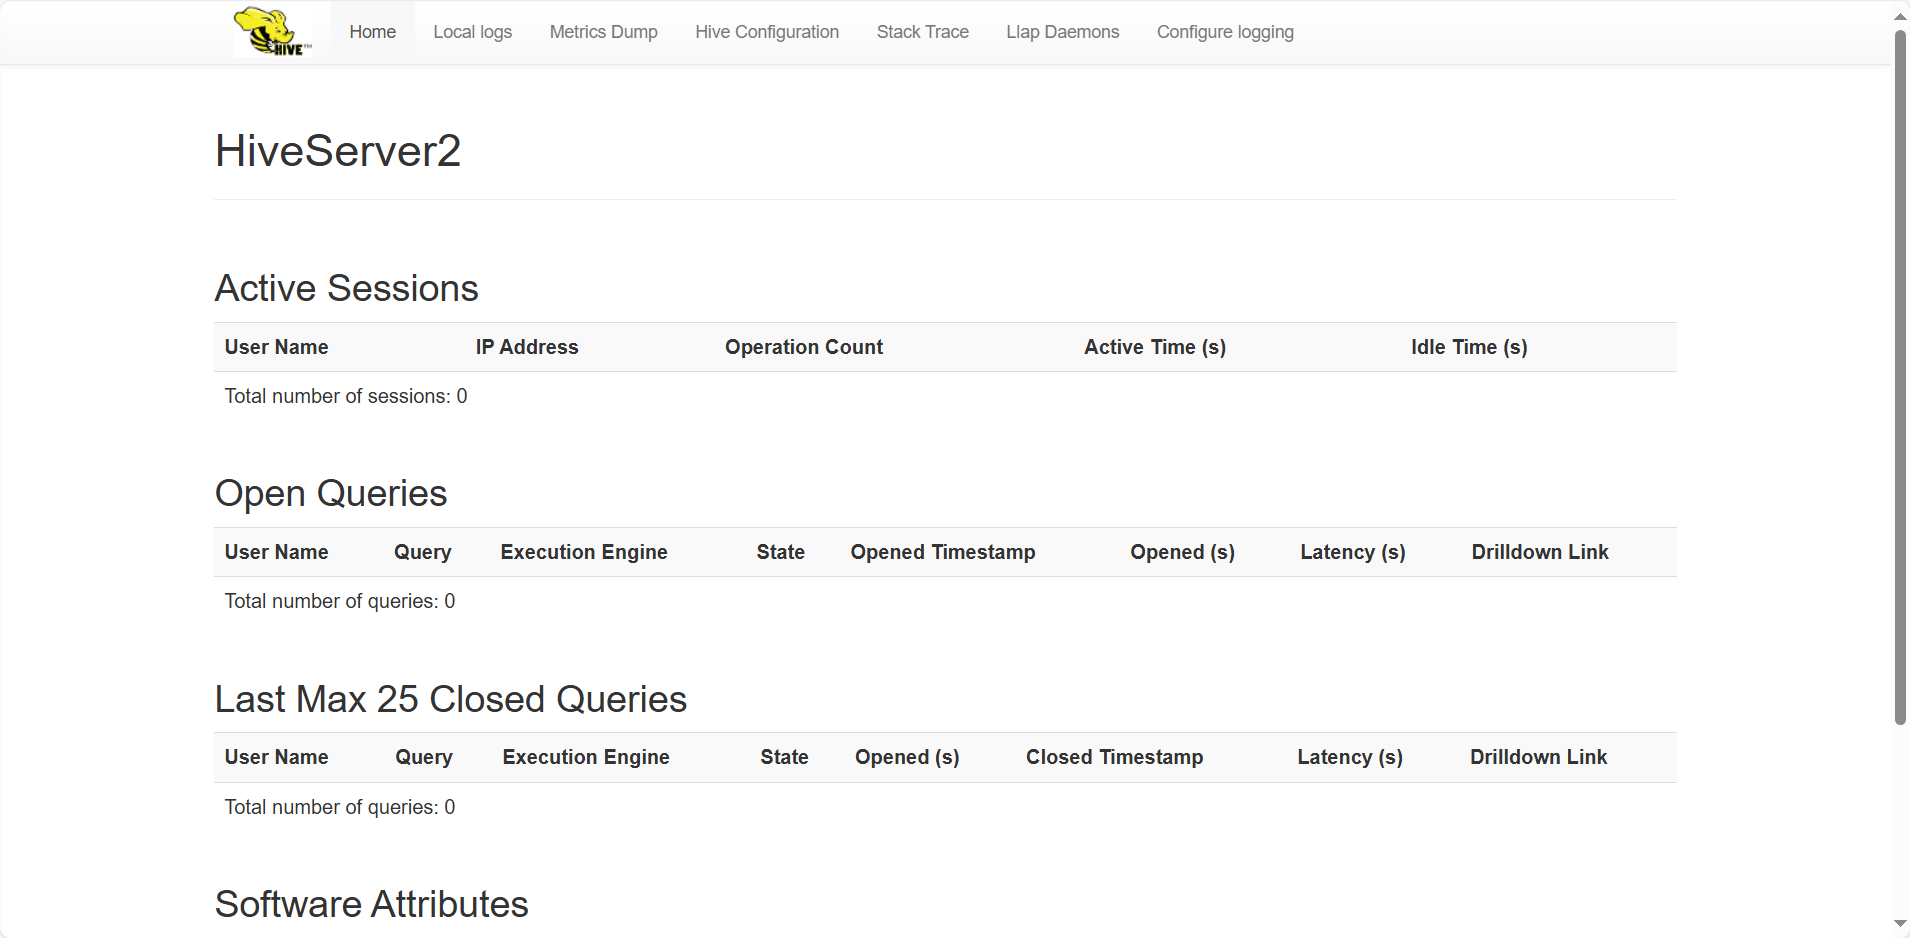 HIVE™
Home Local logs Metrics Dump Hive Configuration Stack Trace Llap Daemons Configure logging
HiveServer2
Active Sessions
User Name IP Address Operation Count Active Time (s) Idle Time (s)
Total number of sessions: 0
Open Queries
User Name Query Execution Engine State Opened Timestamp Opened (s) Latency (s) Drilldown Link
Total number of queries: 0
Last Max 25 Closed Queries
User Name Query Execution Engine State Opened (s) Closed Timestamp Latency (s) Drilldown Link
Total number of queries: 0
Software Attributes